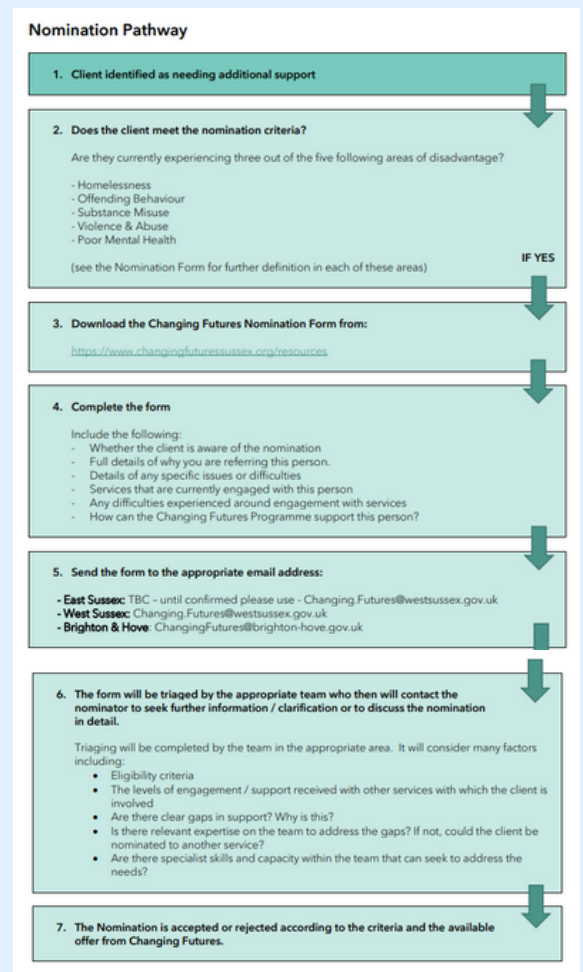 Nomination Pathway
1. Client identified as needing additional support
2. Does the client meet the nomination criteria?
Are they currently experiencing three out of the five following areas of disadvantage?
- Homelessness
- Offending Behaviour
- Substance Misuse
- Violence & Abuse
- Poor Mental Health
(see the Nomination Form for further definition in each of these areas)
IF YES
3. Download the Changing Futures Nomination Form from:
https://www.changingfuturessussex.org/resources
4. Complete the form
Include the following:
- Whether the client is aware of the nomination
- Full details of why you are referring this person.
- Details of any specific issues or difficulties
- Services that are currently engaged with this person
- Any difficulties experienced around engagement with services
- How can the Changing Futures Programme support this person?
5. Send the form to the appropriate email address:
- East Sussex: TBC – until confirmed please use - Changing.Futures@westsussex.gov.uk
- West Sussex: Changing.Futures@westsussex.gov.uk
- Brighton & Hove: ChangingFutures@brighton-hove.gov.uk
6. The form will be triaged by the appropriate team who then will contact the
nominator to seek further information / clarification or to discuss the nomination
in detail.
Triaging will be completed by the team in the appropriate area. It will consider many factors
including:
• Eligibility criteria
• The levels of engagement / support received with other services with which the client is
involved
• Are there clear gaps in support? Why is this?
• Is there relevant expertise on the team to address the gaps? If not, could the client be
nominated to another service?
• Are there specialist skills and capacity within the team that can seek to address the
needs?
7. The Nomination is accepted or rejected according to the criteria and the available
offer from Changing Futures.